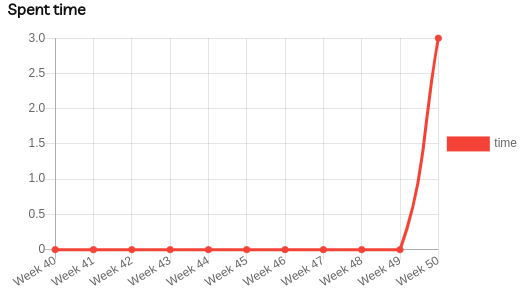 Spent time
3.0
2.5
2.0
1.5
1.0
0.5
0
Week 40
Week 41
Week 42
Week 43
Week 44
Week 45
Week 46
Week 47
Week 48
Week 49
Week 50
time